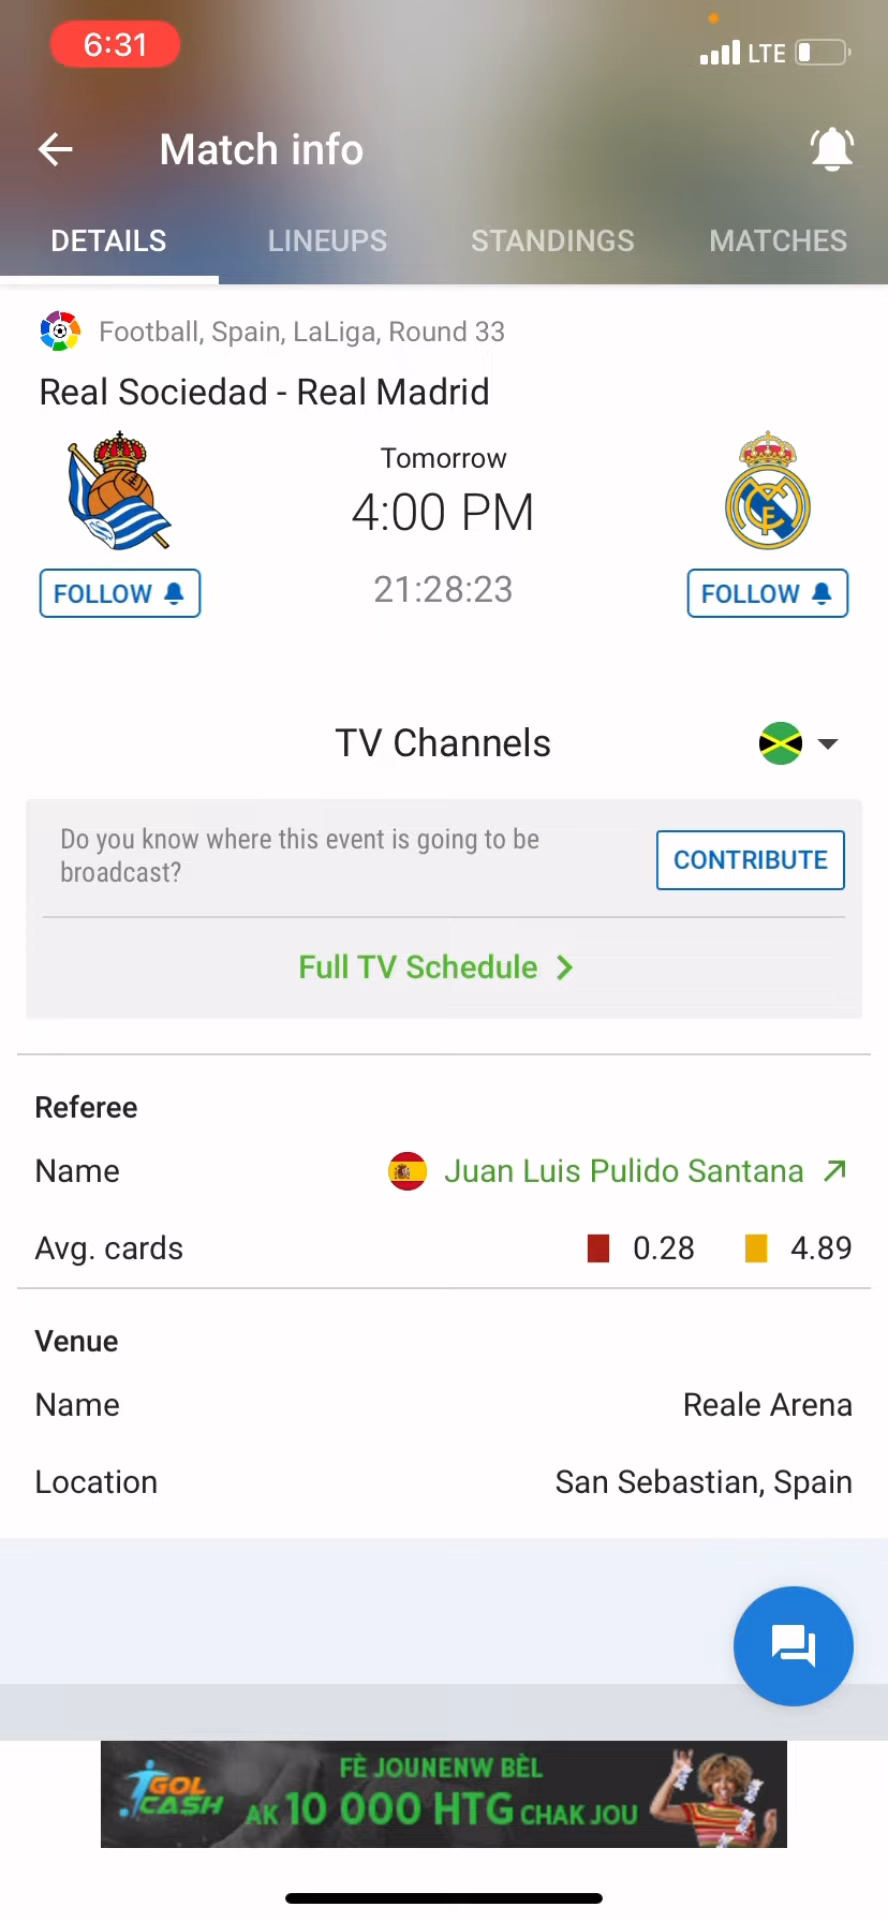 6:31
LTE
Match info
DETAILS LINEUPS STANDINGS MATCHES
Football, Spain, LaLiga, Round 33
Real Sociedad - Real Madrid
Tomorrow
4:00 PM
21:28:23
FOLLOW
FOLLOW
TV Channels
Do you know where this event is going to be
broadcast?
CONTRIBUTE
Full TV Schedule
Referee
Name Juan Luis Pulido Santana
Avg. cards 0.28 4.89
Venue
Name Reale Arena
Location San Sebastian, Spain
GOL
CASH
FÈ JOUNENW BÈL
AK 10 000 HTG CHAK JOU